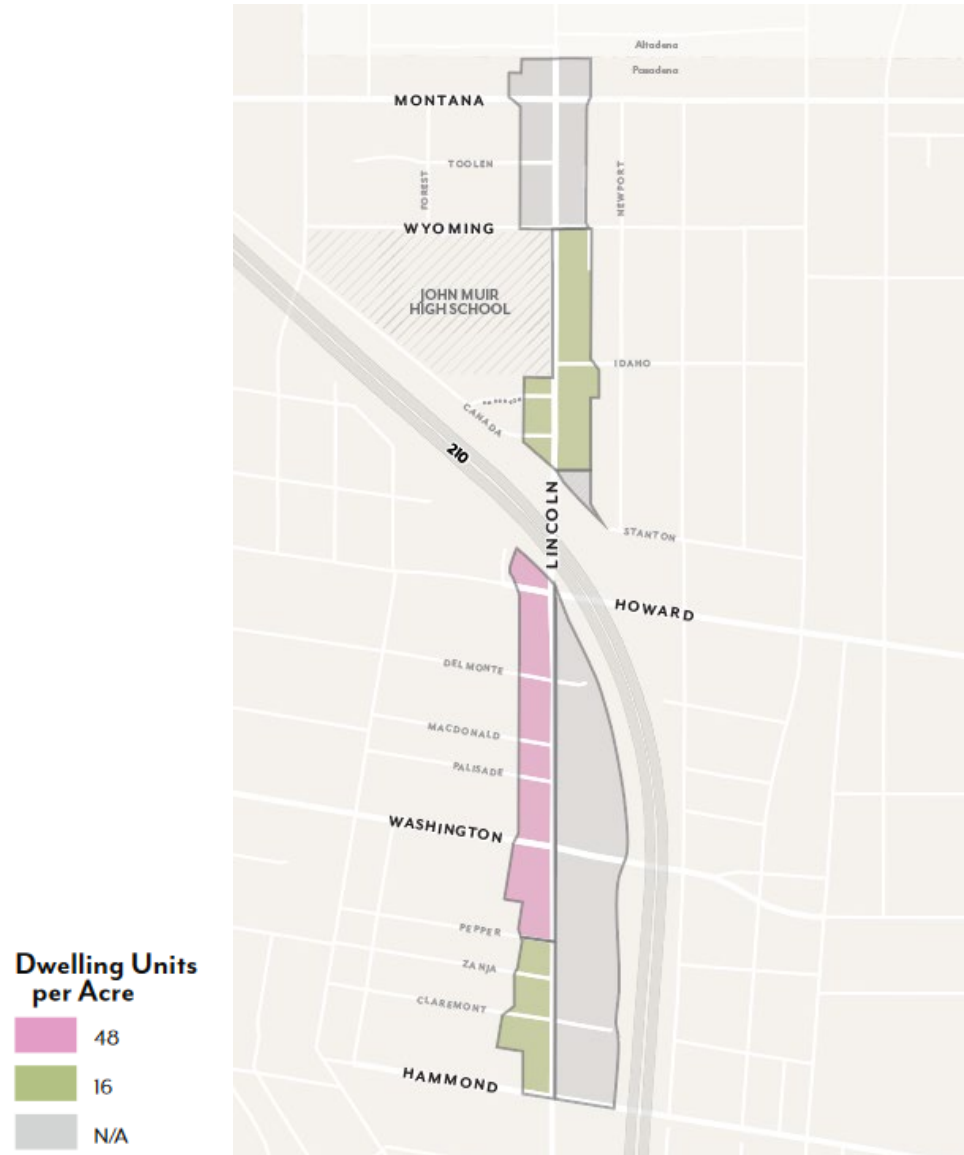 Altadena
Pasadena
MONTANA
TOOLEN
FOREST
NEWPORT
WYOMING
JOHN MUIR
HIGH SCHOOL
IDAHO
CANADA
210
LINCOLN
STANTON
HOWARD
DEL MONTE
MACDONALD
PALISADE
WASHINGTON
PEPPER
ZANJA
CLAREMONT
HAMMOND
Dwelling Units
per Acre
48
16
N/A